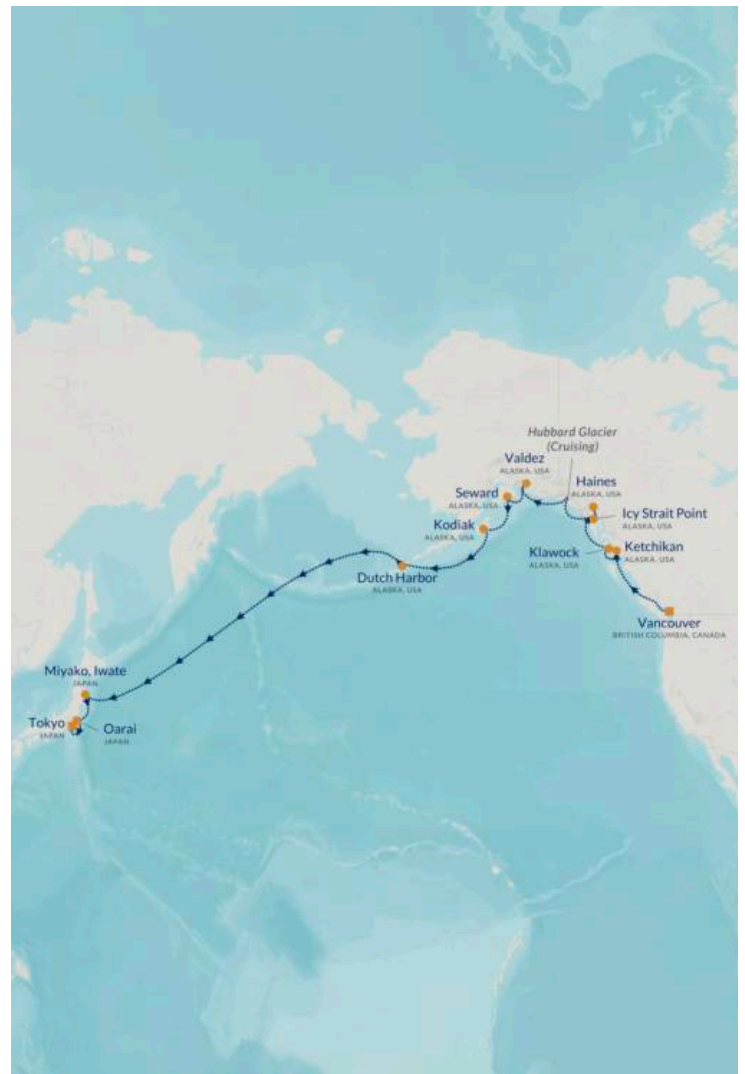 Hubbard Glacier
(Cruising)
Valdez
ALASKA, USA
Haines
ALASKA, USA
Seward
ALASKA, USA
Icy Strait Point
ALASKA, USA
Kodiak
ALASKA, USA
Klawock
ALASKA, USA
Ketchikan
ALASKA, USA
Dutch Harbor
ALASKA, USA
Vancouver
BRITISH COLUMBIA, CANADA
Miyako, Iwate
JAPAN
Tokyo
JAPAN
Oarai
JAPAN